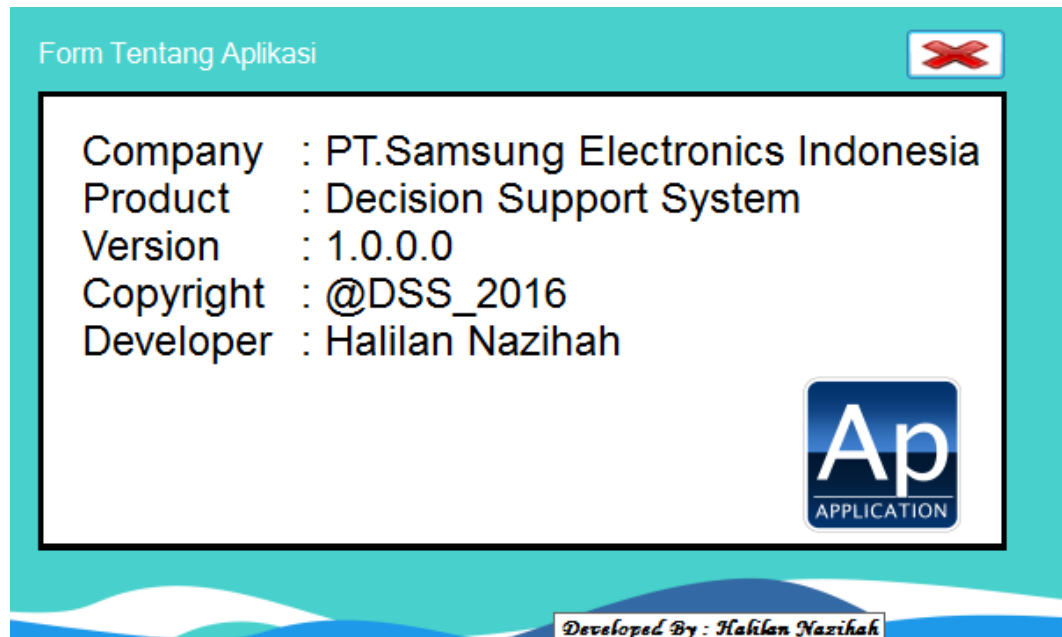 Form Tentang Aplikasi
Company : PT.Samsung Electronics Indonesia
Product : Decision Support System
Version : 1.0.0.0
Copyright : @DSS_2016
Developer : Halilan Nazihah
Ap
APPLICATION
Developed By : Halilan Nazihah